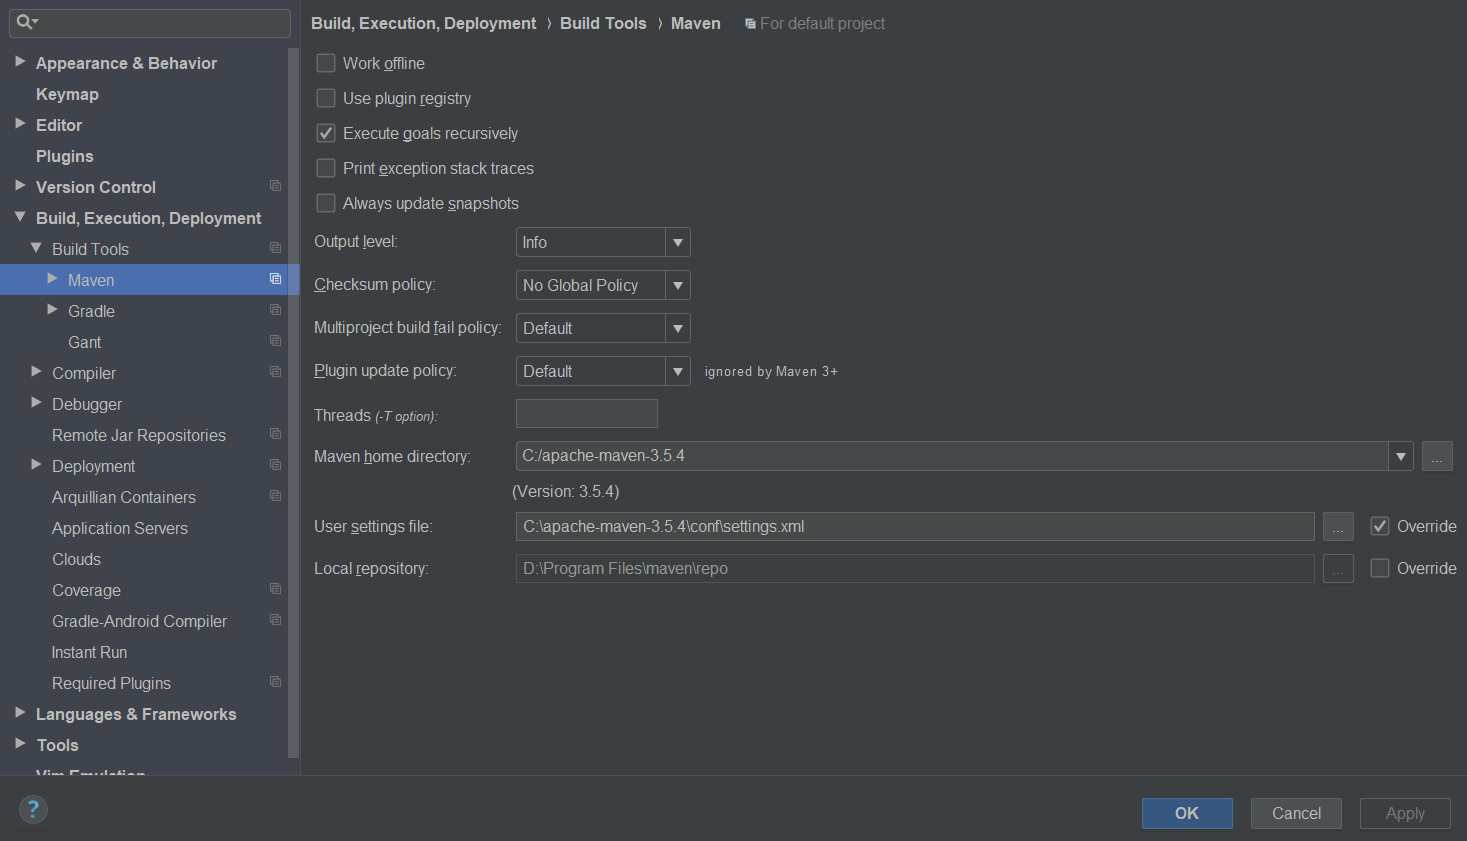 Appearance & Behavior
Keymap
Editor
Plugins
Version Control
Build, Execution, Deployment
Build Tools
Maven
Gradle
Gant
Compiler
Debugger
Remote Jar Repositories
Deployment
Arquillian Containers
Application Servers
Clouds
Coverage
Gradle-Android Compiler
Instant Run
Required Plugins
Languages & Frameworks
Tools
Vim Emulation
Build, Execution, Deployment › Build Tools › Maven For default project
Work offline
Use plugin registry
Execute goals recursively
Print exception stack traces
Always update snapshots
Output level: Info
Checksum policy: No Global Policy
Multiproject build fail policy: Default
Plugin update policy: Default ignored by Maven 3+
Threads (-T option):
Maven home directory: C:/apache-maven-3.5.4 ...
(Version: 3.5.4)
User settings file: C:\apache-maven-3.5.4\conf\settings.xml ... Override
Local repository: D:\Program Files\maven\repo ... Override
? OK Cancel Apply